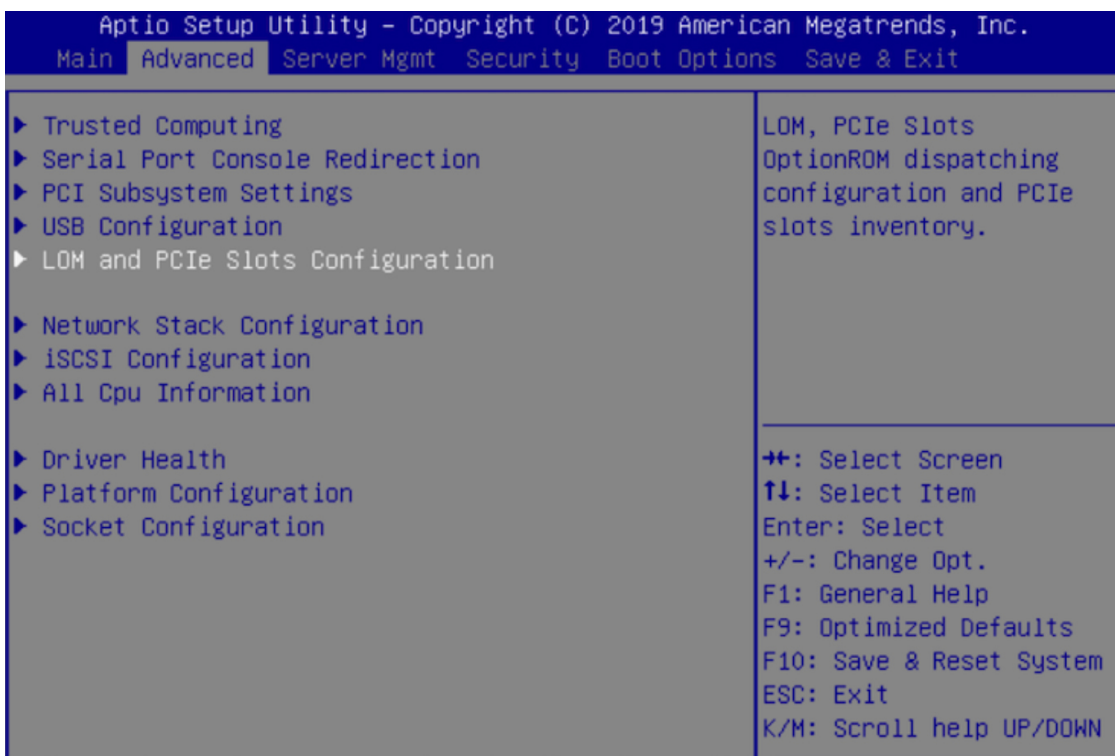 Aptio Setup Utility – Copyright (C) 2019 American Megatrends, Inc.
Main Advanced Server Mgmt Security Boot Options Save & Exit
▶ Trusted Computing
▶ Serial Port Console Redirection
▶ PCI Subsystem Settings
▶ USB Configuration
▶ LOM and PCIe Slots Configuration
▶ Network Stack Configuration
▶ iSCSI Configuration
▶ All Cpu Information
▶ Driver Health
▶ Platform Configuration
▶ Socket Configuration
LOM, PCIe Slots
OptionROM dispatching
configuration and PCIe
slots inventory.
→←: Select Screen
↑↓: Select Item
Enter: Select
+/-: Change Opt.
F1: General Help
F9: Optimized Defaults
F10: Save & Reset System
ESC: Exit
K/M: Scroll help UP/DOWN